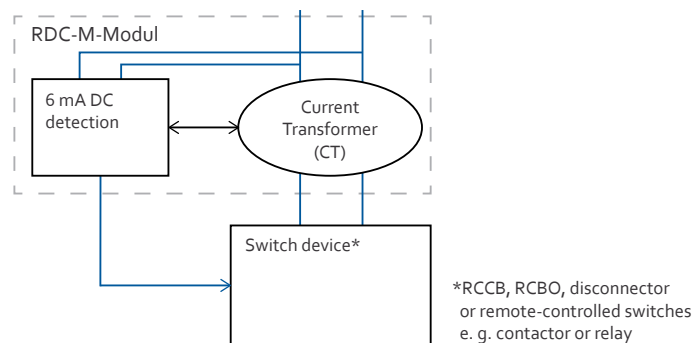 RDC-M-Modul
6 mA DC
detection
Current
Transformer
(CT)
Switch device*
*RCCB, RCBO, disconnector
or remote-controlled switches
e. g. contactor or relay